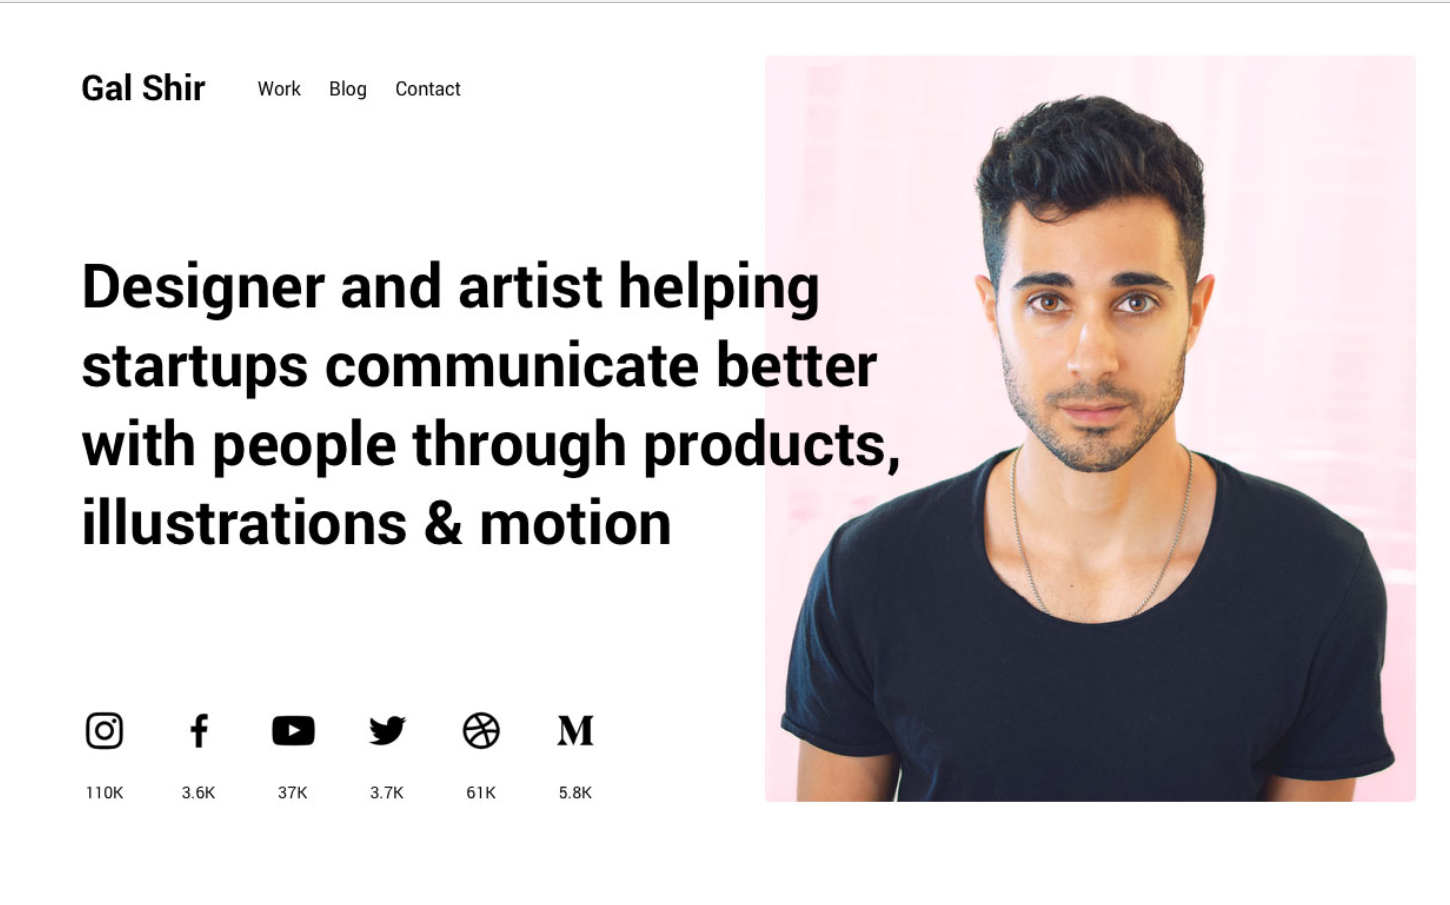 Gal Shir
Work Blog Contact
Designer and artist helping
startups communicate better
with people through products,
illustrations & motion
110K 3.6K 37K 3.7K 61K 5.8K